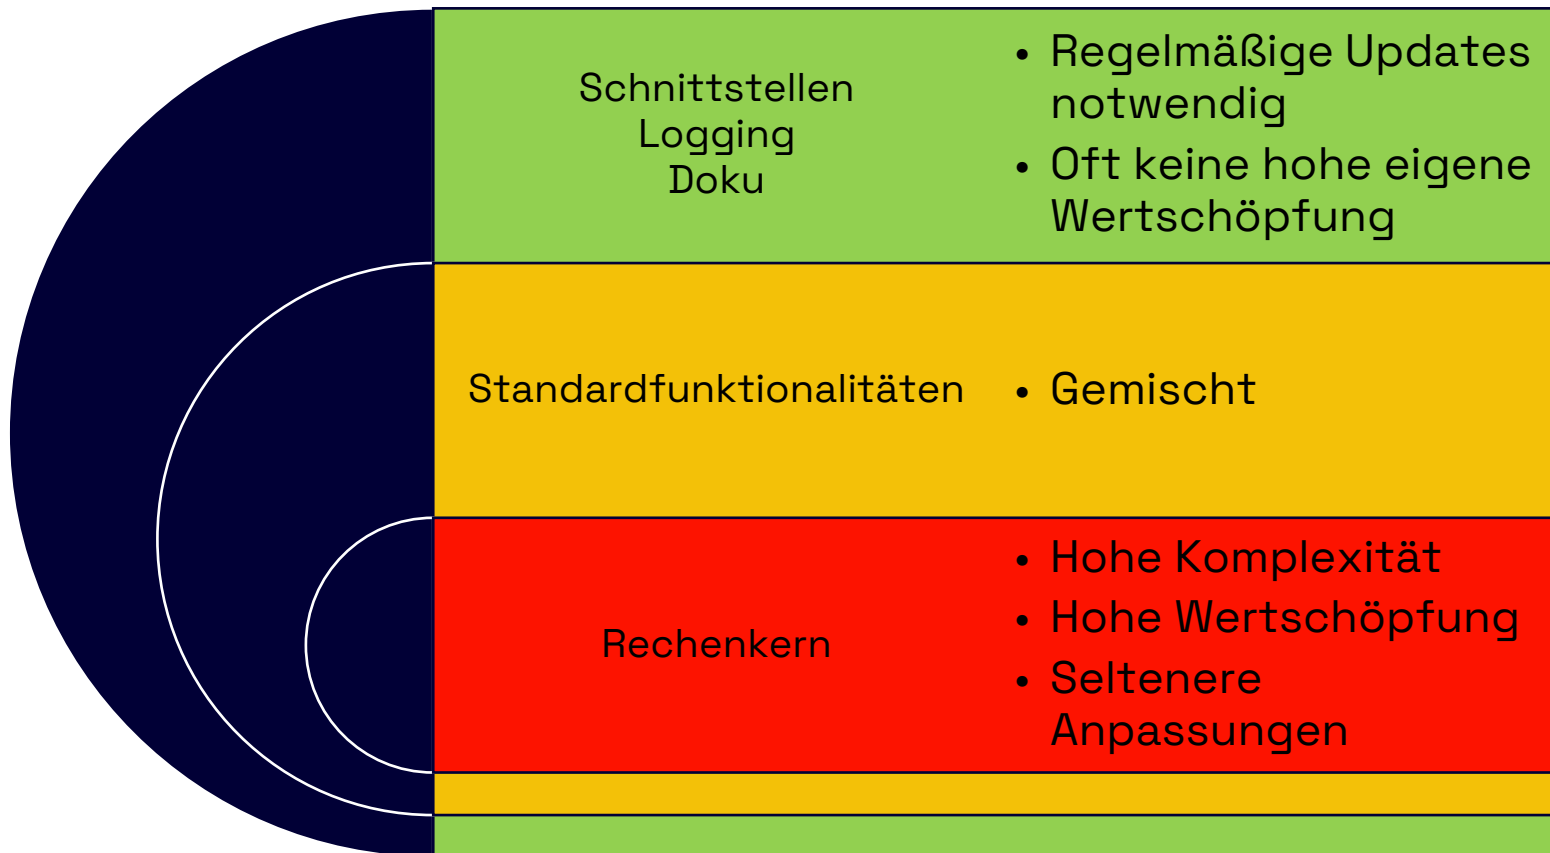 Schnittstellen
Logging
Doku
• Regelmäßige Updates
notwendig
• Oft keine hohe eigene
Wertschöpfung
Standardfunktionalitäten
• Gemischt
Rechenkern
• Hohe Komplexität
• Hohe Wertschöpfung
• Seltenere
Anpassungen